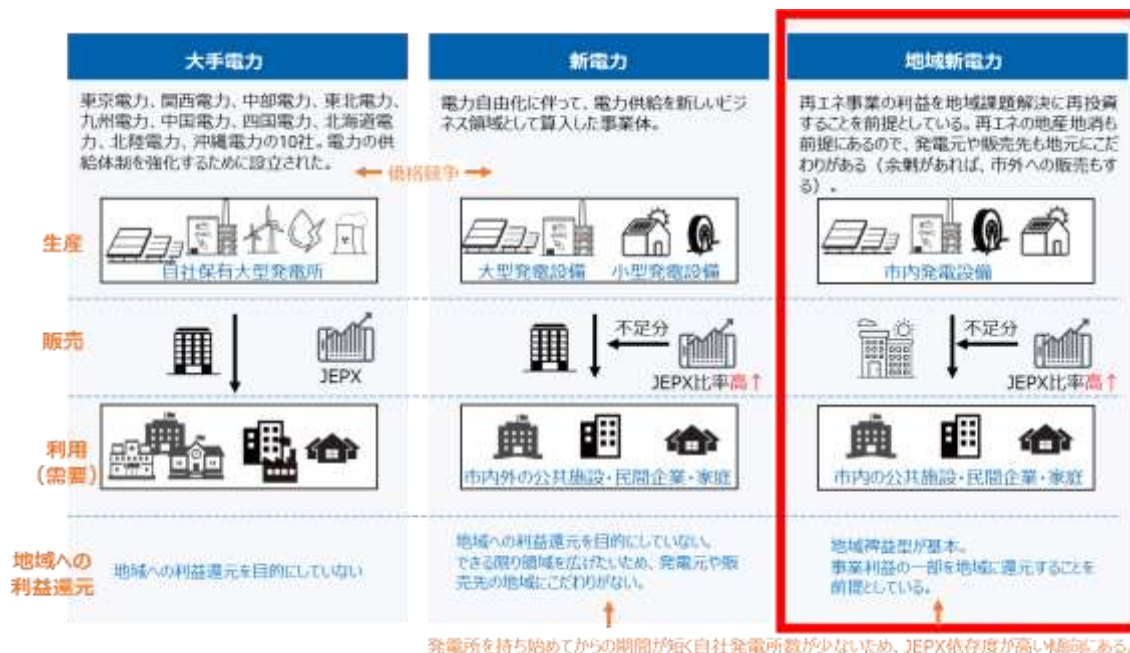 大手電力
東京電力、関西電力、中部電力、東北電力、
九州電力、中国電力、四国電力、北海道電
力、北陸電力、沖縄電力の10社。電力の供
給体制を強化するために設立された。
新電力
電力自由化に伴って、電力供給を新しいビジ
ネス領域として算入した事業体。
地域新電力
再エネ事業の利益を地域課題解決に再投資
することを前提としている。再エネの地産地消も
前提にあるので、発電元や販売先も地元にこだ
わりがある（余剰があれば、市外への販売もす
る）。
価格競争
生産
自社保有大型発電所
大型発電設備
小型発電設備
市内発電設備
販売
JEPX
不足分
JEPX比率高↑
不足分
JEPX比率高↑
利用
（需要）
市内外の公共施設・民間企業・家庭
市内の公共施設・民間企業・家庭
地域への
利益還元
地域への利益還元を目的にしていない
地域への利益還元を目的にしていない。
できる限り領域を広げたいため、発電元や販
売先の地域にこだわりがない。
地域裨益型が基本。
事業利益の一部を地域に還元することを
前提としている。
発電所を持ち始めてからの期間が短く自社発電所数が少ないため、JEPX依存度が高い傾向にある。